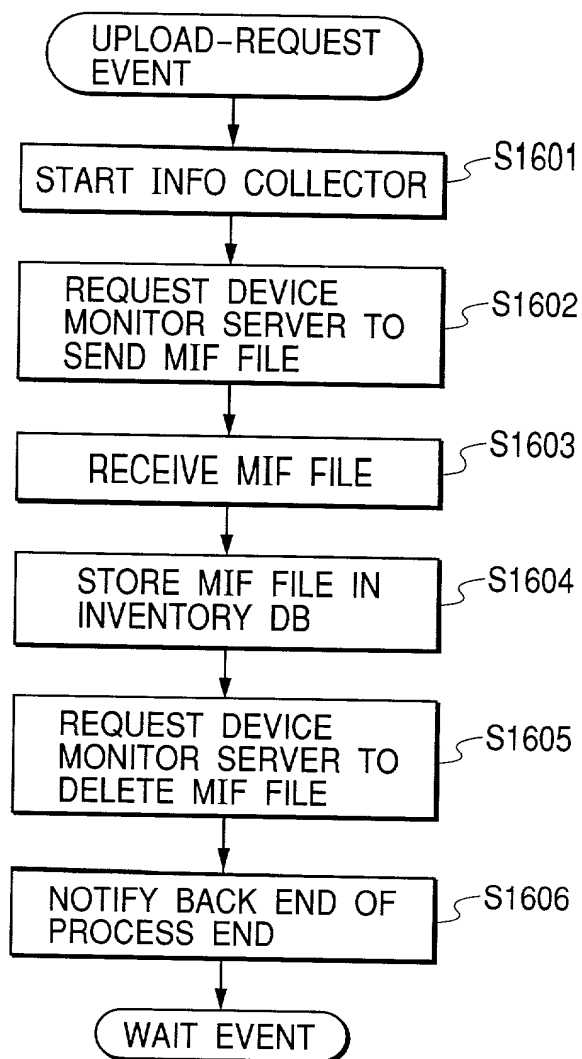 UPLOAD-REQUEST
EVENT
START INFO COLLECTOR
S1601
REQUEST DEVICE
MONITOR SERVER TO
SEND MIF FILE
S1602
RECEIVE MIF FILE
S1603
STORE MIF FILE IN
INVENTORY DB
S1604
REQUEST DEVICE
MONITOR SERVER TO
DELETE MIF FILE
S1605
NOTIFY BACK END OF
PROCESS END
S1606
WAIT EVENT